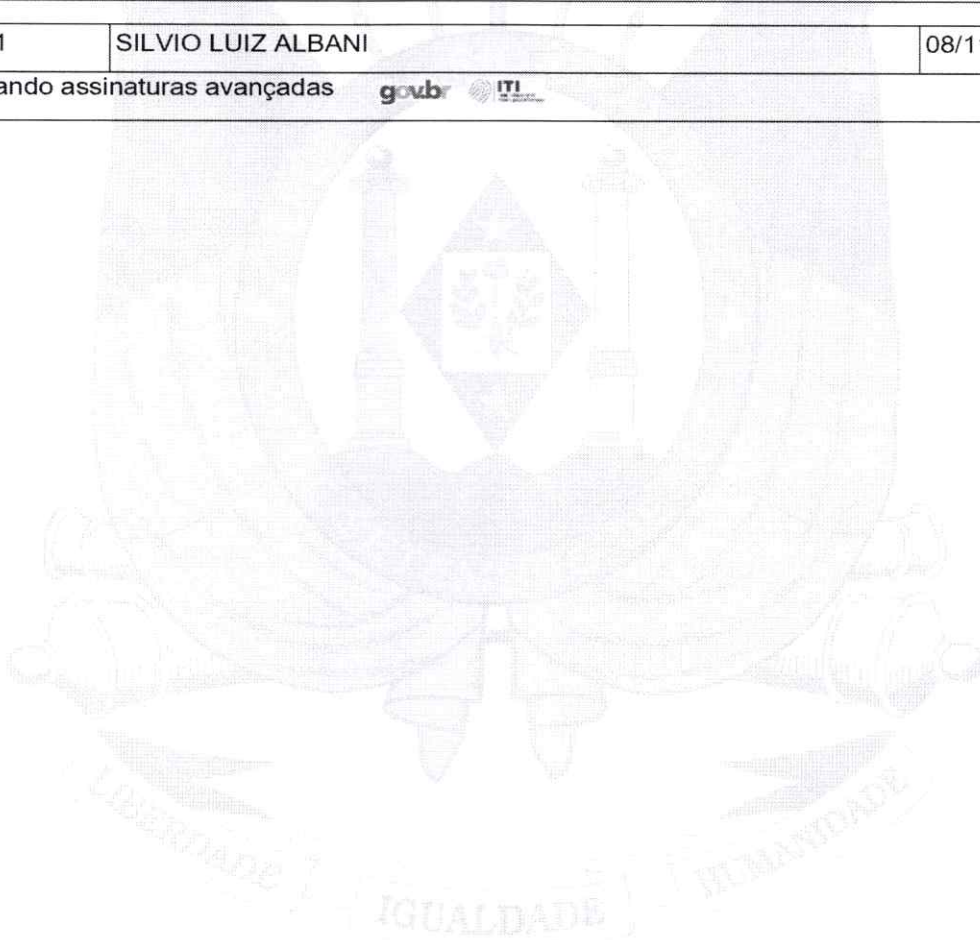 1 SILVIO LUIZ ALBANI 08/1
ando assinaturas avançadas gov.br ITI
LIBERDADE IGUALDADE HUMANIDADE